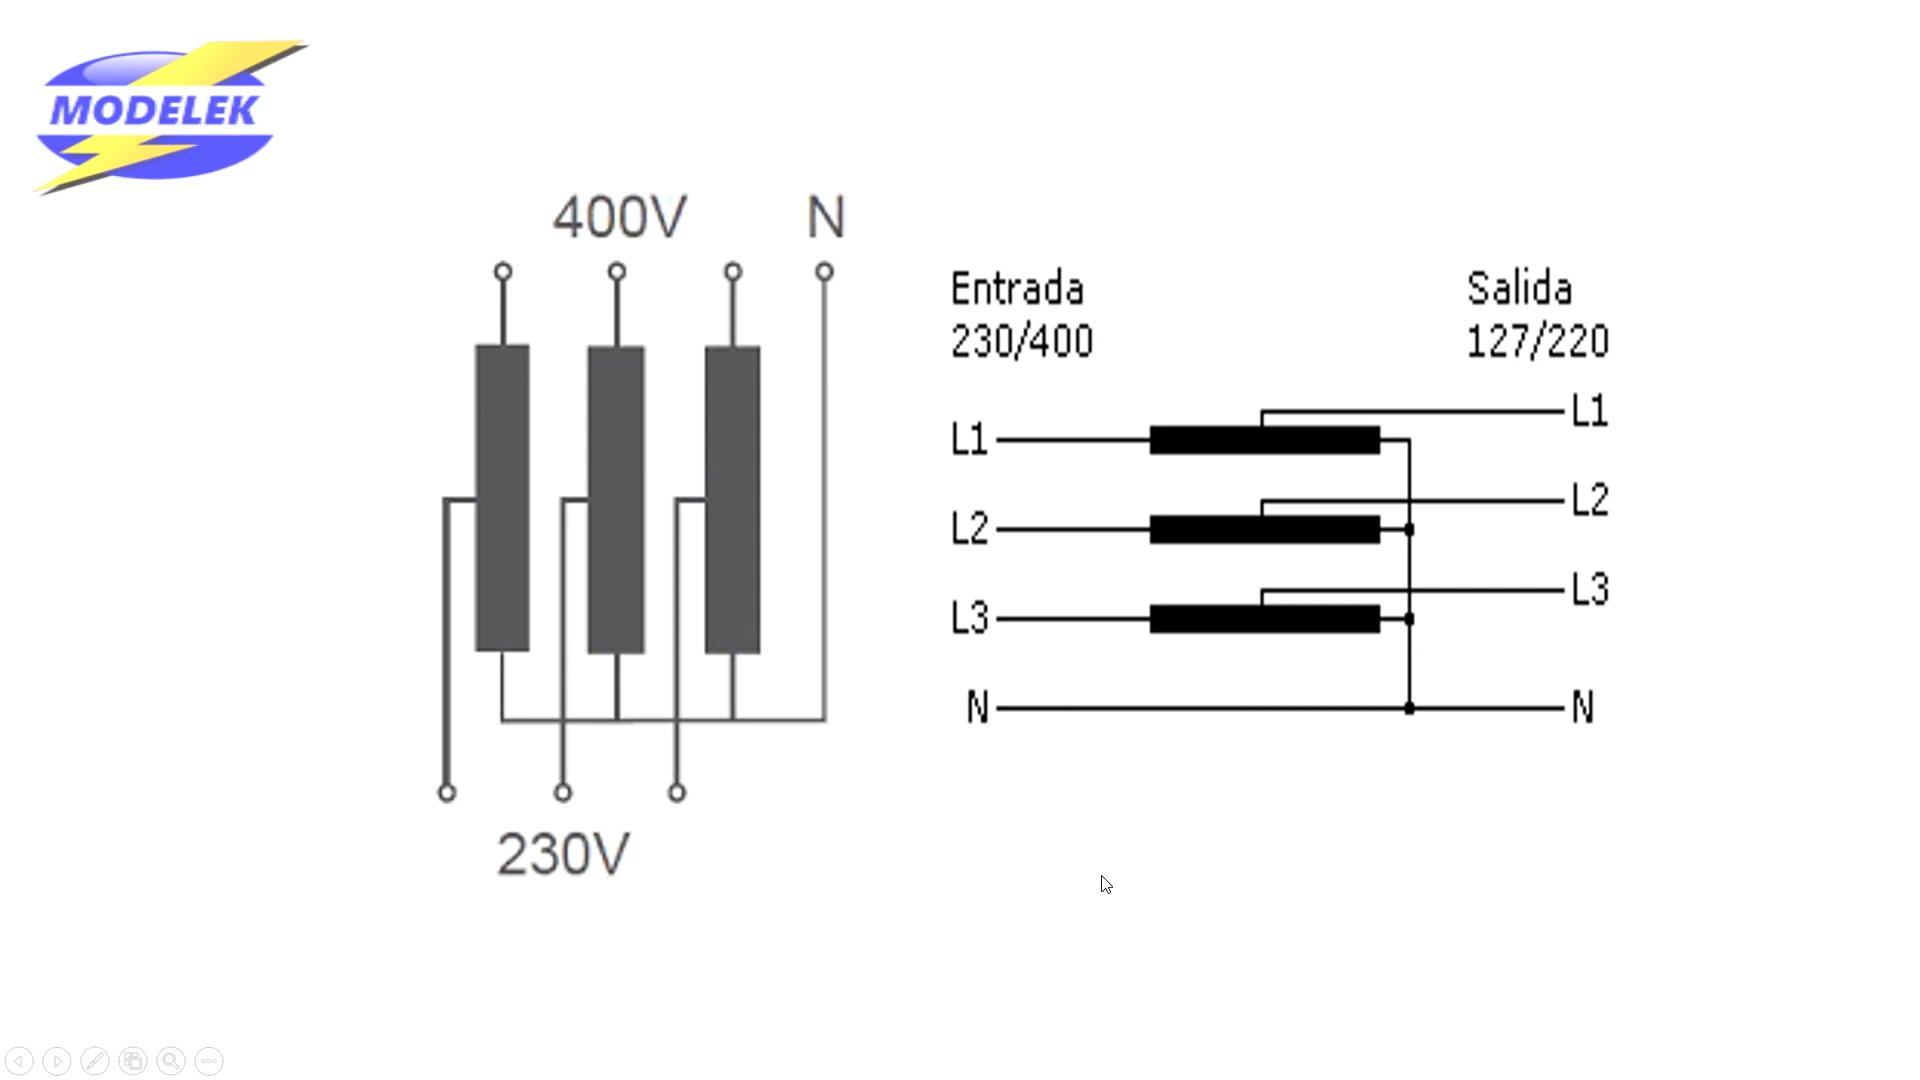 MODELEK
400V N
230V
Entrada Salida
230/400 127/220
L1 L1
L2 L2
L3 L3
N N